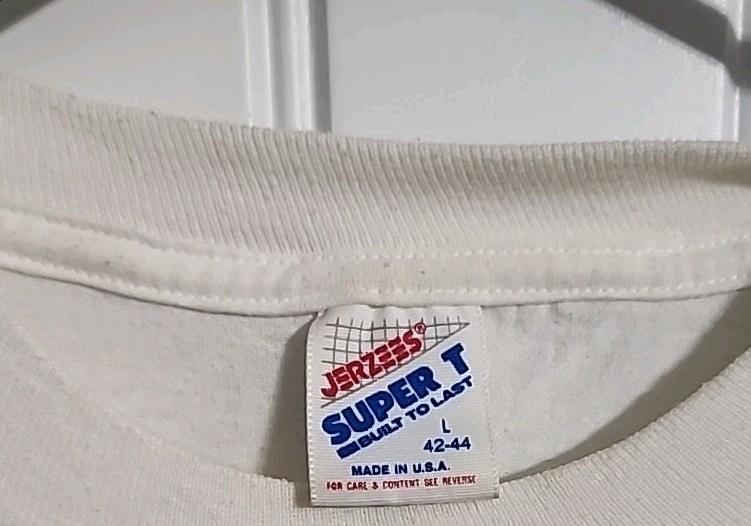 JERZEES®
SUPER T
BUILT TO LAST
L
42-44
MADE IN U.S.A.
FOR CARE & CONTENT SEE REVERSE